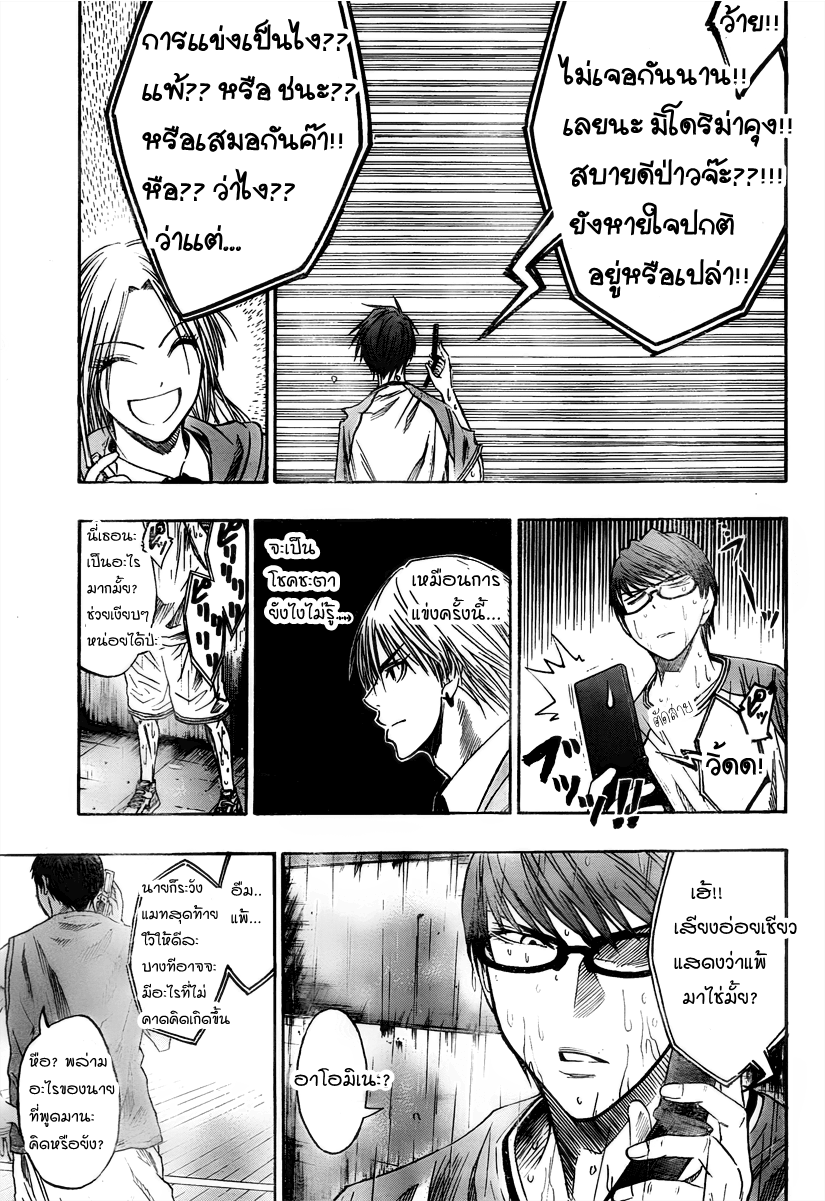 ว้าย!!
ไม่เจอกันนาน!!
เลยนะ มิโดริม่าคุง!!
สบายดีป่าวจ๊ะ??!!!
ยังหายใจปกติ
อยู่หรือเปล่า!!
การแข่งเป็นไง??
แพ้?? หรือ ชนะ??
หรือเสมอกันค๊า!!
หือ?? ว่าไง??
ว่าแต่...
ตัดสาย
วี้ดด!
ブッ!!
เหมือนการ
แข่งครั้งนี้...
จะเป็น
โชคชะตา
ยังไงไม่รู้...
นี่เธอนะ
เป็นอะไร
มากมั้ย?
ช่วยเงียบๆ
หน่อยได้ป่ะ
เฮ้!!
เสียงอ่อยเชียว
แสดงว่าแพ้
มาใช่มั้ย?
อาโอมิเนะ?
อืม..
แพ้...
นายก็ระวัง
แมทสุดท้าย
ไว้ให้ดีละ
บางทีอาจจะ
มีอะไรที่ไม่
คาดคิดเกิดขึ้น
หือ? พล่าม
อะไรของนาย
ที่พูดมานะ
คิดหรือยัง?